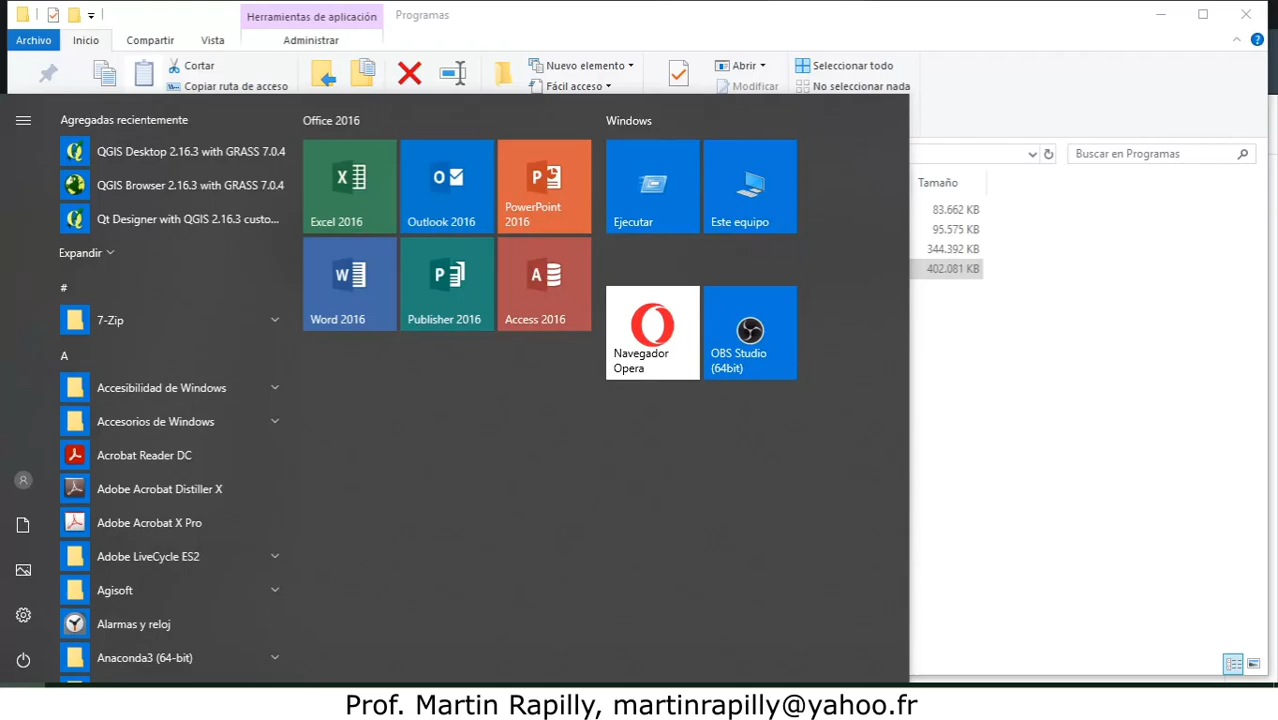 Herramientas de aplicación
Programas
Archivo
Inicio
Compartir
Vista
Administrar
Cortar
Copiar ruta de acceso
Nuevo elemento
Fácil acceso
Abrir
Modificar
Seleccionar todo
No seleccionar nada
Buscar en Programas
Tamaño
83.662 KB
95.575 KB
344.392 KB
402.081 KB
Agregadas recientemente
QGIS Desktop 2.16.3 with GRASS 7.0.4
QGIS Browser 2.16.3 with GRASS 7.0.4
Qt Designer with QGIS 2.16.3 custo...
Expandir
#
7-Zip
A
Accesibilidad de Windows
Accesorios de Windows
Acrobat Reader DC
Adobe Acrobat Distiller X
Adobe Acrobat X Pro
Adobe LiveCycle ES2
Agisoft
Alarmas y reloj
Anaconda3 (64-bit)
Office 2016
Excel 2016
Outlook 2016
PowerPoint
2016
Word 2016
Publisher 2016
Access 2016
Windows
Ejecutar
Este equipo
Navegador
Opera
OBS Studio
(64bit)
Prof. Martin Rapilly, martinrapilly@yahoo.fr